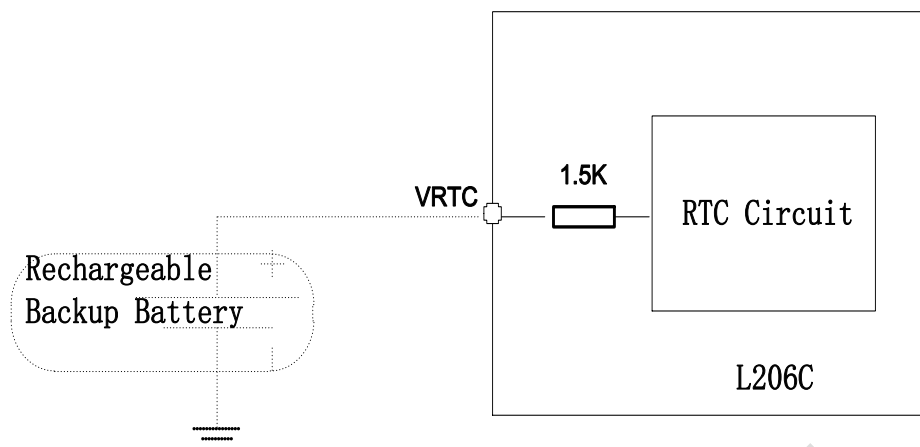 1.5K
VRTC
RTC Circuit
Rechargeable
Backup Battery
L206C